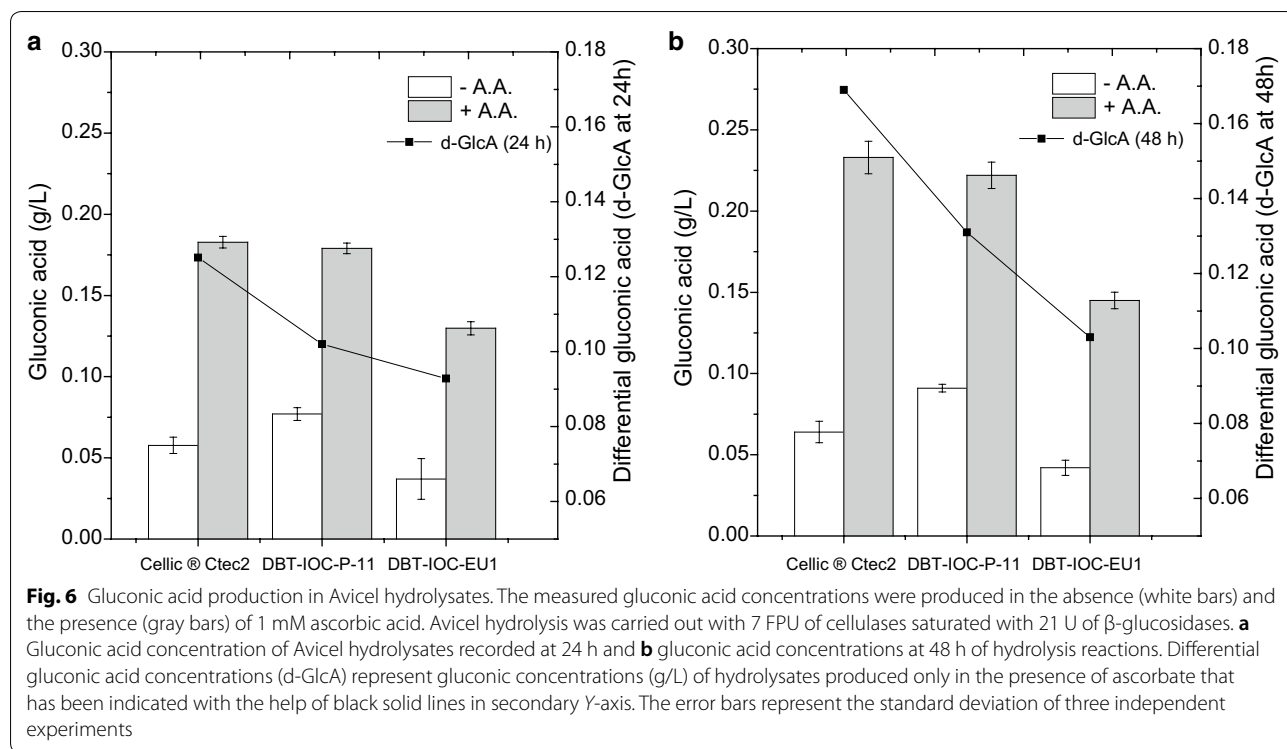 a
0.30
0.25
0.20
0.15
0.10
0.05
0.00
Gluconic acid (g/L)
- A.A.
+ A.A.
d-GlcA (24 h)
0.18
0.16
0.14
0.12
0.10
0.08
0.06
Differential gluconic acid (d-GlcA at 24h)
Cellic ® Ctec2 DBT-IOC-P-11 DBT-IOC-EU1
b
0.30
0.25
0.20
0.15
0.10
0.05
0.00
Gluconic acid (g/L)
- A.A.
+ A.A.
d-GlcA (48 h)
0.18
0.16
0.14
0.12
0.10
0.08
0.06
Differential gluconic acid (d-GlcA at 48h)
Cellic ® Ctec2 DBT-IOC-P-11 DBT-IOC-EU1
Fig. 6 Gluconic acid production in Avicel hydrolysates. The measured gluconic acid concentrations were produced in the absence (white bars) and
the presence (gray bars) of 1 mM ascorbic acid. Avicel hydrolysis was carried out with 7 FPU of cellulases saturated with 21 U of β-glucosidases. a
Gluconic acid concentration of Avicel hydrolysates recorded at 24 h and b gluconic acid concentrations at 48 h of hydrolysis reactions. Differential
gluconic acid concentrations (d-GlcA) represent gluconic concentrations (g/L) of hydrolysates produced only in the presence of ascorbate that
has been indicated with the help of black solid lines in secondary Y-axis. The error bars represent the standard deviation of three independent
experiments